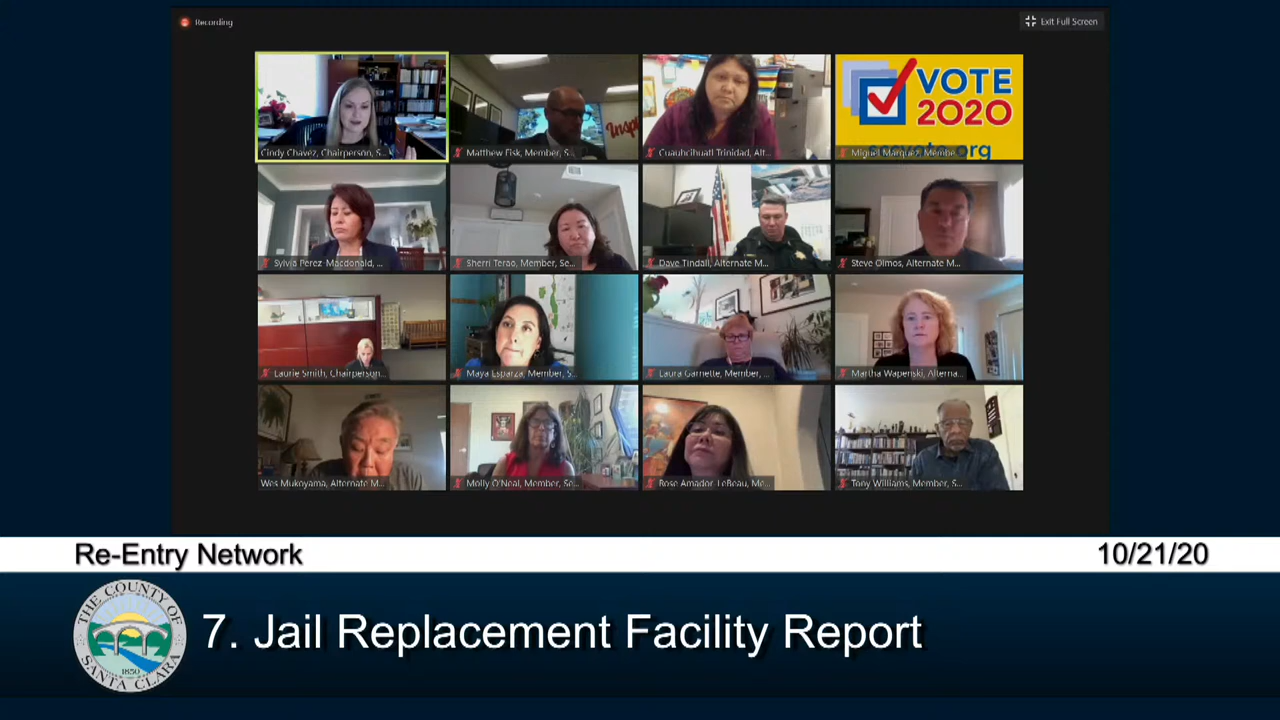 Recording
Exit Full Screen
Cindy Chavez, Chairperson, S...
Matthew Fisk, Member, S...
Cuauhcihuatl Trinidad, Alt...
VOTE
2020
Miguel Marquez, Membe...
Inspi
Sylvia Perez-Macdonald, ...
Sherri Terao, Member, Se...
Dave Tindall, Alternate M...
Steve Olmos, Alternate M...
Laurie Smith, Chairperson...
Maya Esparza, Member, S...
Laura Garnette, Member, ...
Martha Wapenski, Alterna...
Wes Mukoyama, Alternate M...
Molly O'Neal, Member, Se...
Rose Amador-LeBeau, Me...
Tony Williams, Member, S...
Re-Entry Network
10/21/20
THE COUNTY OF
SANTA CLARA
1850
7. Jail Replacement Facility Report